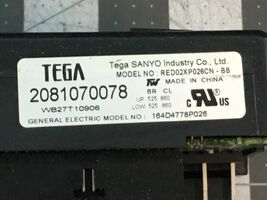 TEGA
Tega SANYO Industry Co., Ltd.
MODEL NO : RED02XP026CN - BB
MADE IN CHINA
2081070078
BR CL
UP 525 860
LOW 525 860
C US
WB27T10906
GENERAL ELECTRIC MODEL NO : 164D4778P026